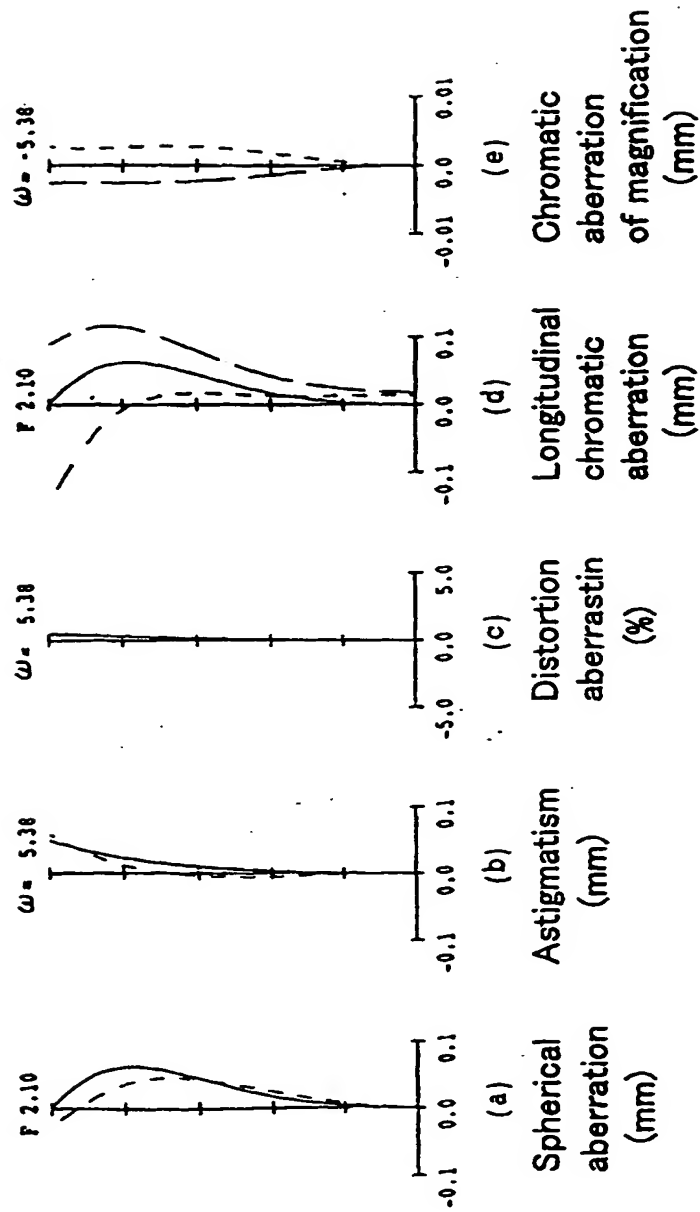 F 2.10
-0.1 0.0 0.1
(a)
Spherical
aberration
(mm)
ω= 5.38
-0.1 0.0 0.1
(b)
Astigmatism
(mm)
ω= 5.38
-5.0 0.0 5.0
(c)
Distortion
aberrastin
(%)
F 2.10
-0.1 0.0 0.1
(d)
Longitudinal
chromatic
aberration
(mm)
ω= -5.38
-0.01 0.0 0.01
(e)
Chromatic
aberration
of magnification
(mm)